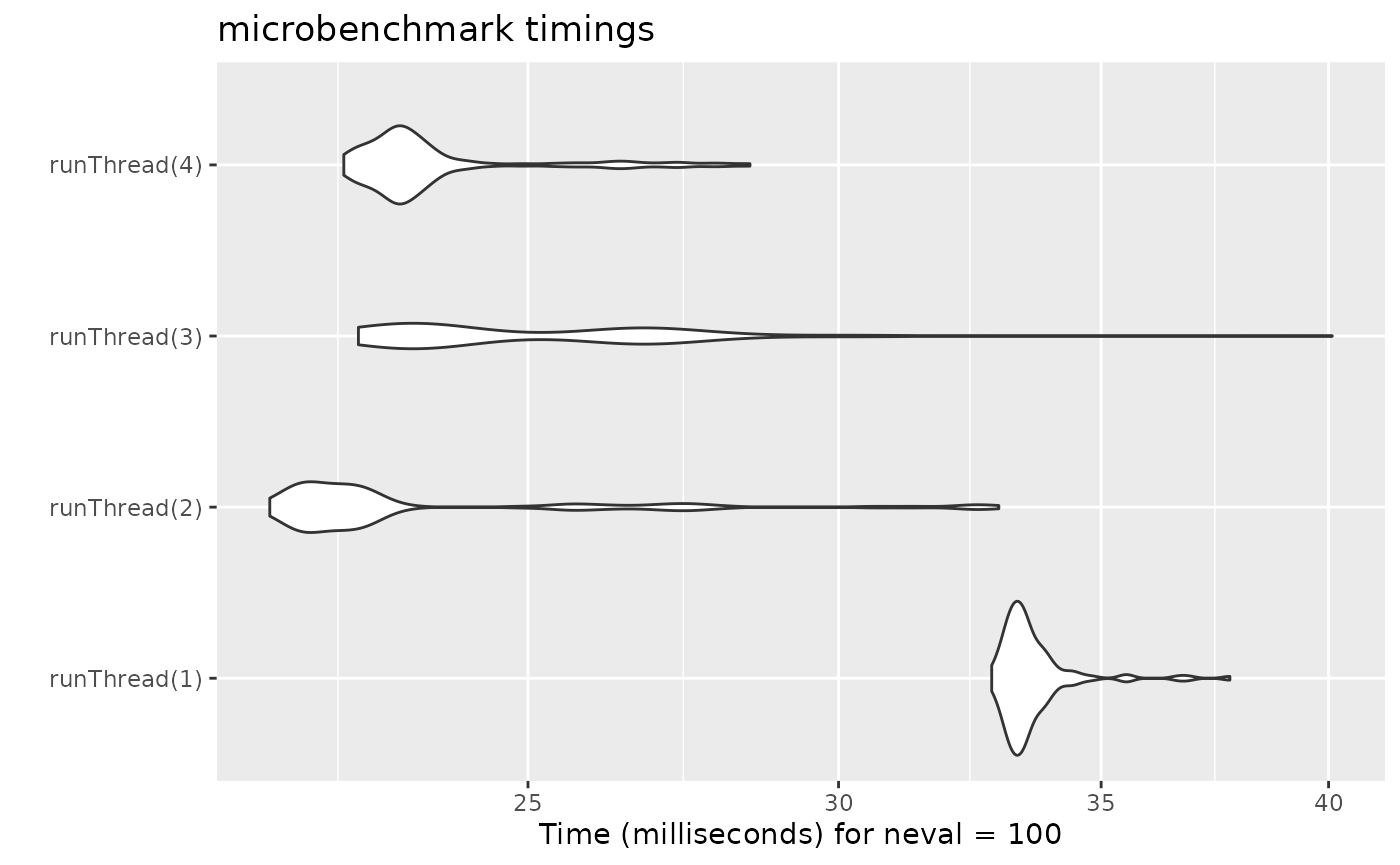 microbenchmark timings
runThread(4)
runThread(3)
runThread(2)
runThread(1)
25 30 35 40
Time (milliseconds) for neval = 100